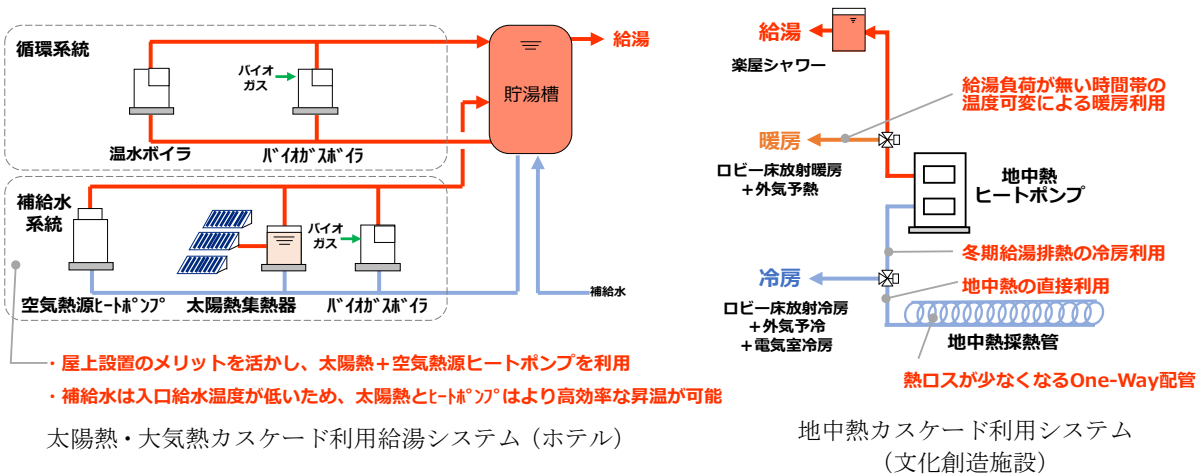 循環系統
バイオ
ガス
温水ボイラ
ﾊﾞｲｵｶﾞｽﾎﾞｲﾗ
貯湯槽
給湯
補給水
系統
バイオ
ガス
空気熱源ﾋｰﾄﾎﾟﾝﾌﾟ
太陽熱集熱器
ﾊﾞｲｵｶﾞｽﾎﾞｲﾗ
補給水
・屋上設置のメリットを活かし、太陽熱＋空気熱源ヒートポンプを利用
・補給水は入口給水温度が低いため、太陽熱とﾋｰﾄﾎﾟﾝﾌﾟはより高効率な昇温が可能
太陽熱・大気熱カスケード利用給湯システム（ホテル）
給湯
楽屋シャワー
給湯負荷が無い時間帯の
温度可変による暖房利用
暖房
ロビー床放射暖房
＋外気予熱
地中熱
ヒートポンプ
冬期給湯排熱の冷房利用
冷房
地中熱の直接利用
ロビー床放射冷房
＋外気予冷
＋電気室冷房
地中熱採熱管
熱ロスが少なくなるOne-Way配管
地中熱カスケード利用システム
（文化創造施設）